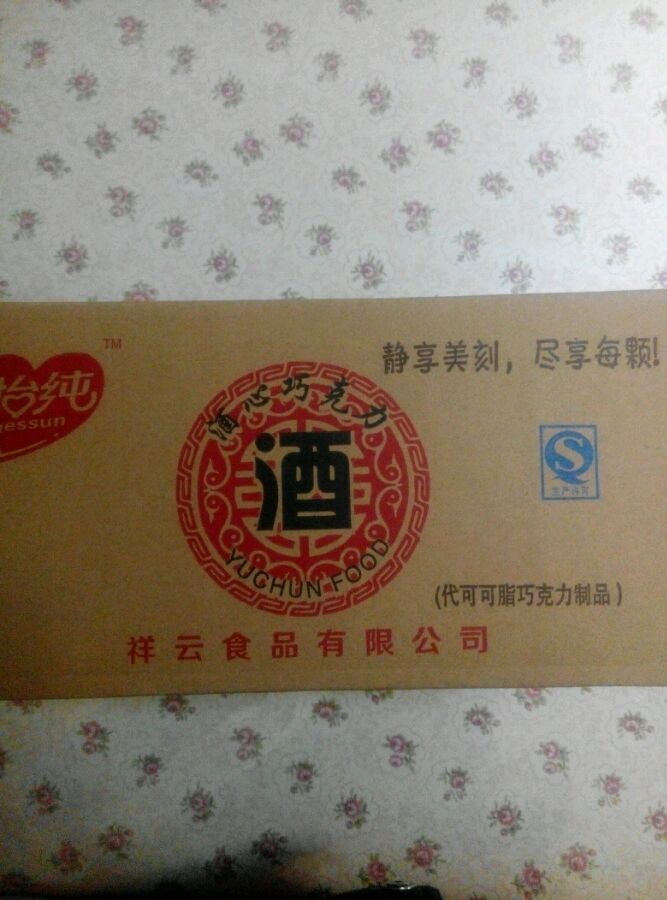 TM
怡纯
essun
静享美刻，尽享每颗!
酒心巧克力
酒
YUCHUN FOOD
S
生产许可
(代可可脂巧克力制品)
祥云食品有限公司